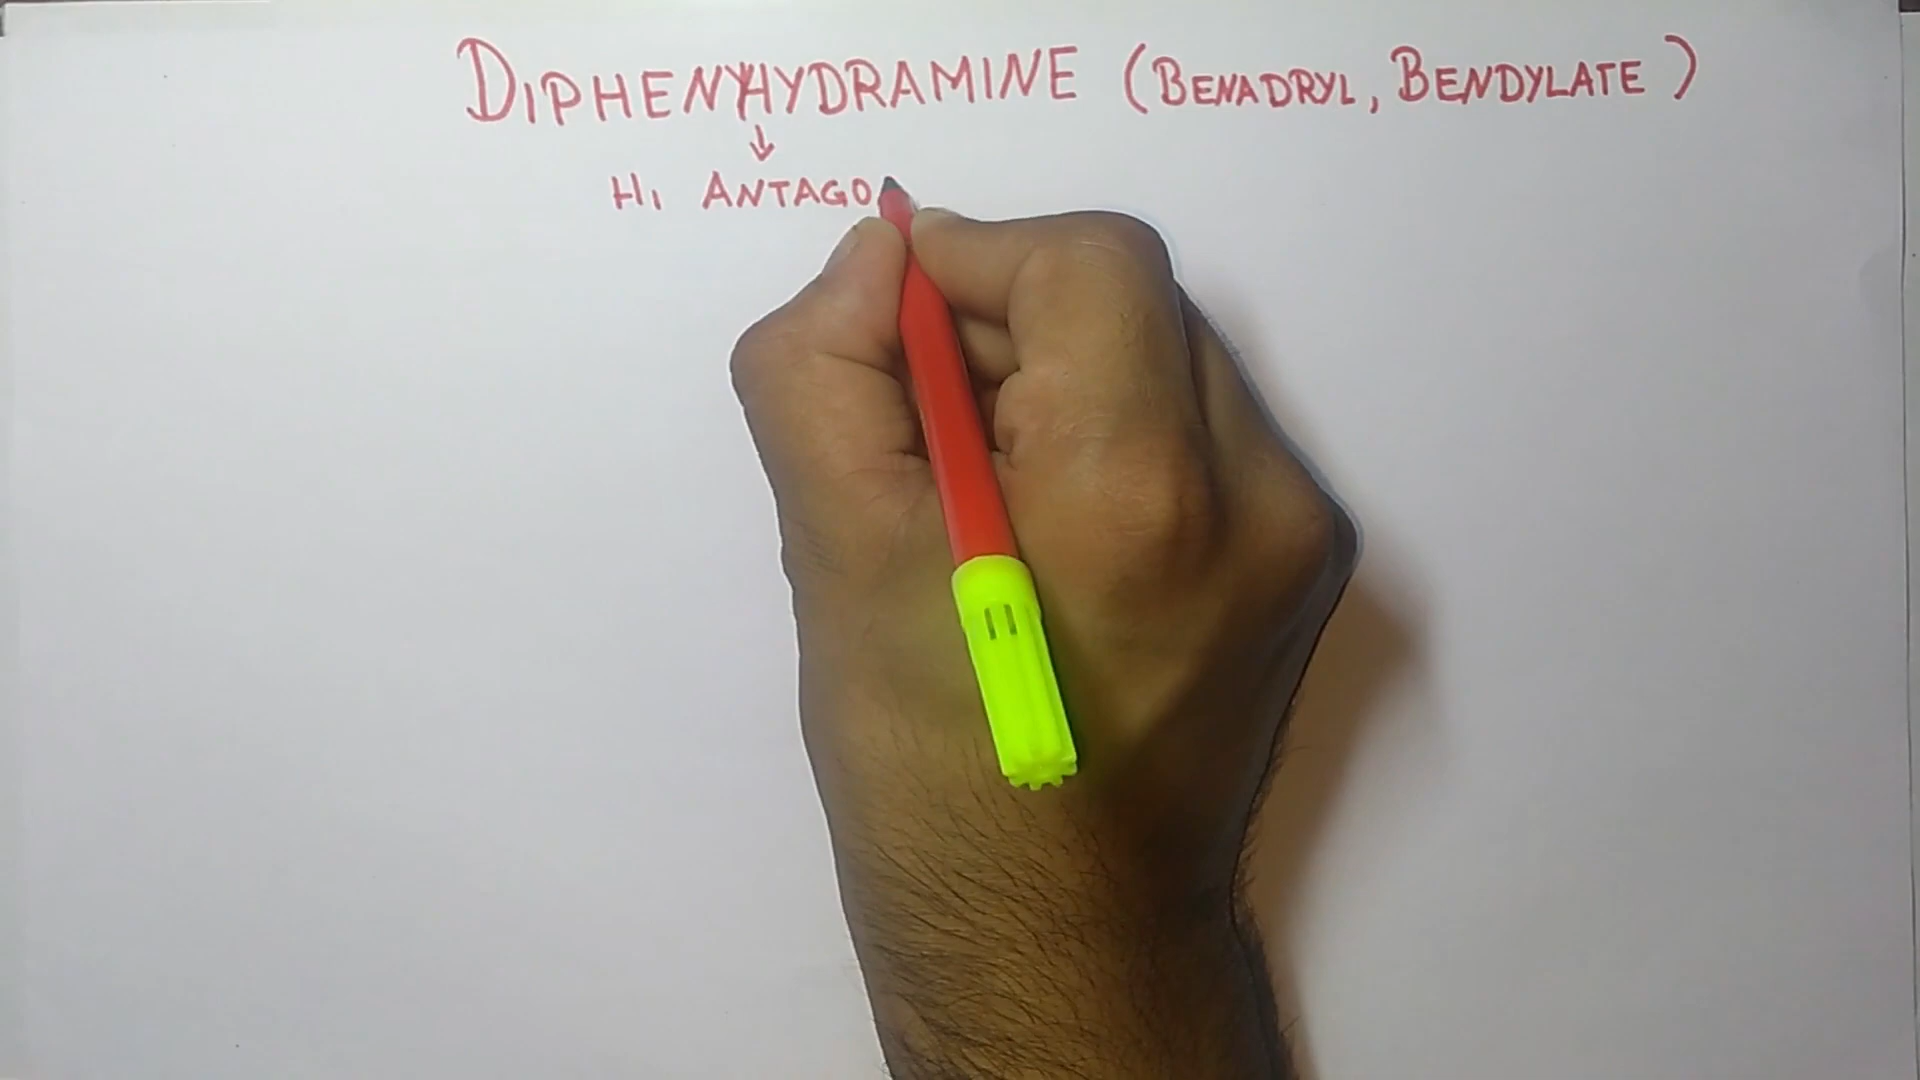 DIPHENYHYDRAMINE (BENADRYL, BENDYLATE)
↓
H1 ANTAGO